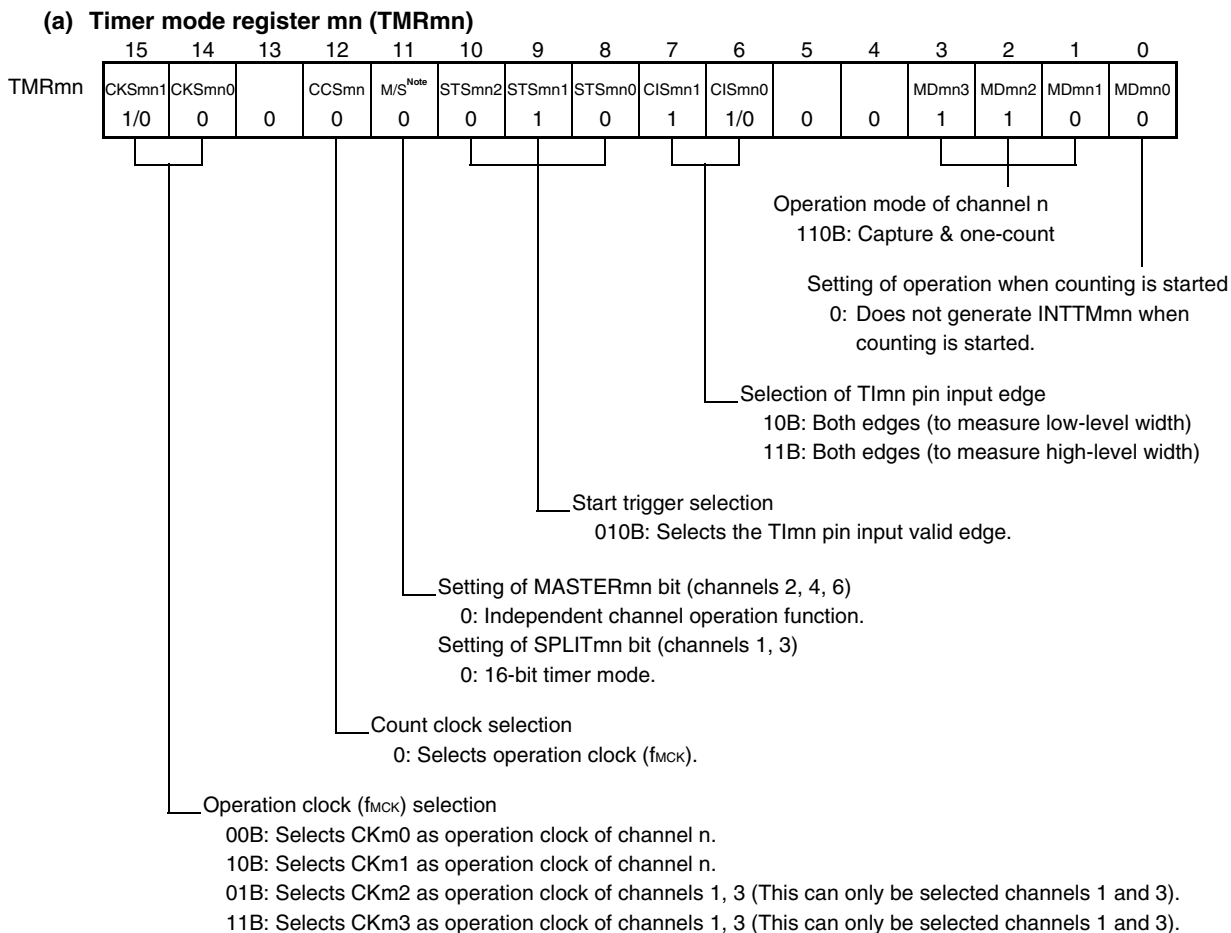 (a) Timer mode register mn (TMRmn)
15 14 13 12 11 10 9 8 7 6 5 4 3 2 1 0
TMRmn CKSmn1 CKSmn0 CCSmn M/S Note STSmn2 STSmn1 STSmn0 CISmn1 CISmn0 MDmn3 MDmn2 MDmn1 MDmn0
1/0 0 0 0 0 0 1 0 1 1/0 0 0 1 1 0 0
Operation mode of channel n
110B: Capture & one-count
Setting of operation when counting is started
0: Does not generate INTTMmn when
counting is started.
Selection of TImn pin input edge
10B: Both edges (to measure low-level width)
11B: Both edges (to measure high-level width)
Start trigger selection
010B: Selects the TImn pin input valid edge.
Setting of MASTERmn bit (channels 2, 4, 6)
0: Independent channel operation function.
Setting of SPLITmn bit (channels 1, 3)
0: 16-bit timer mode.
Count clock selection
0: Selects operation clock (fMCK).
Operation clock (fMCK) selection
00B: Selects CKm0 as operation clock of channel n.
10B: Selects CKm1 as operation clock of channel n.
01B: Selects CKm2 as operation clock of channels 1, 3 (This can only be selected channels 1 and 3).
11B: Selects CKm3 as operation clock of channels 1, 3 (This can only be selected channels 1 and 3).